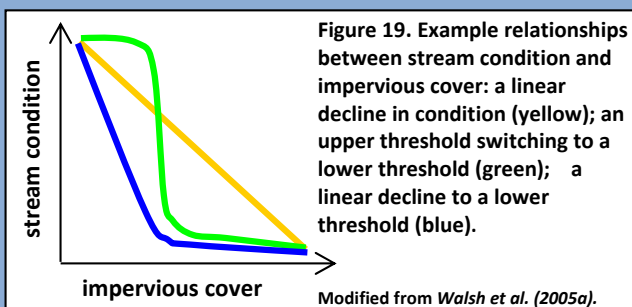 stream condition
impervious cover
Figure 19. Example relationships
between stream condition and
impervious cover: a linear
decline in condition (yellow); an
upper threshold switching to a
lower threshold (green); a
linear decline to a lower
threshold (blue).
Modified from Walsh et al. (2005a).